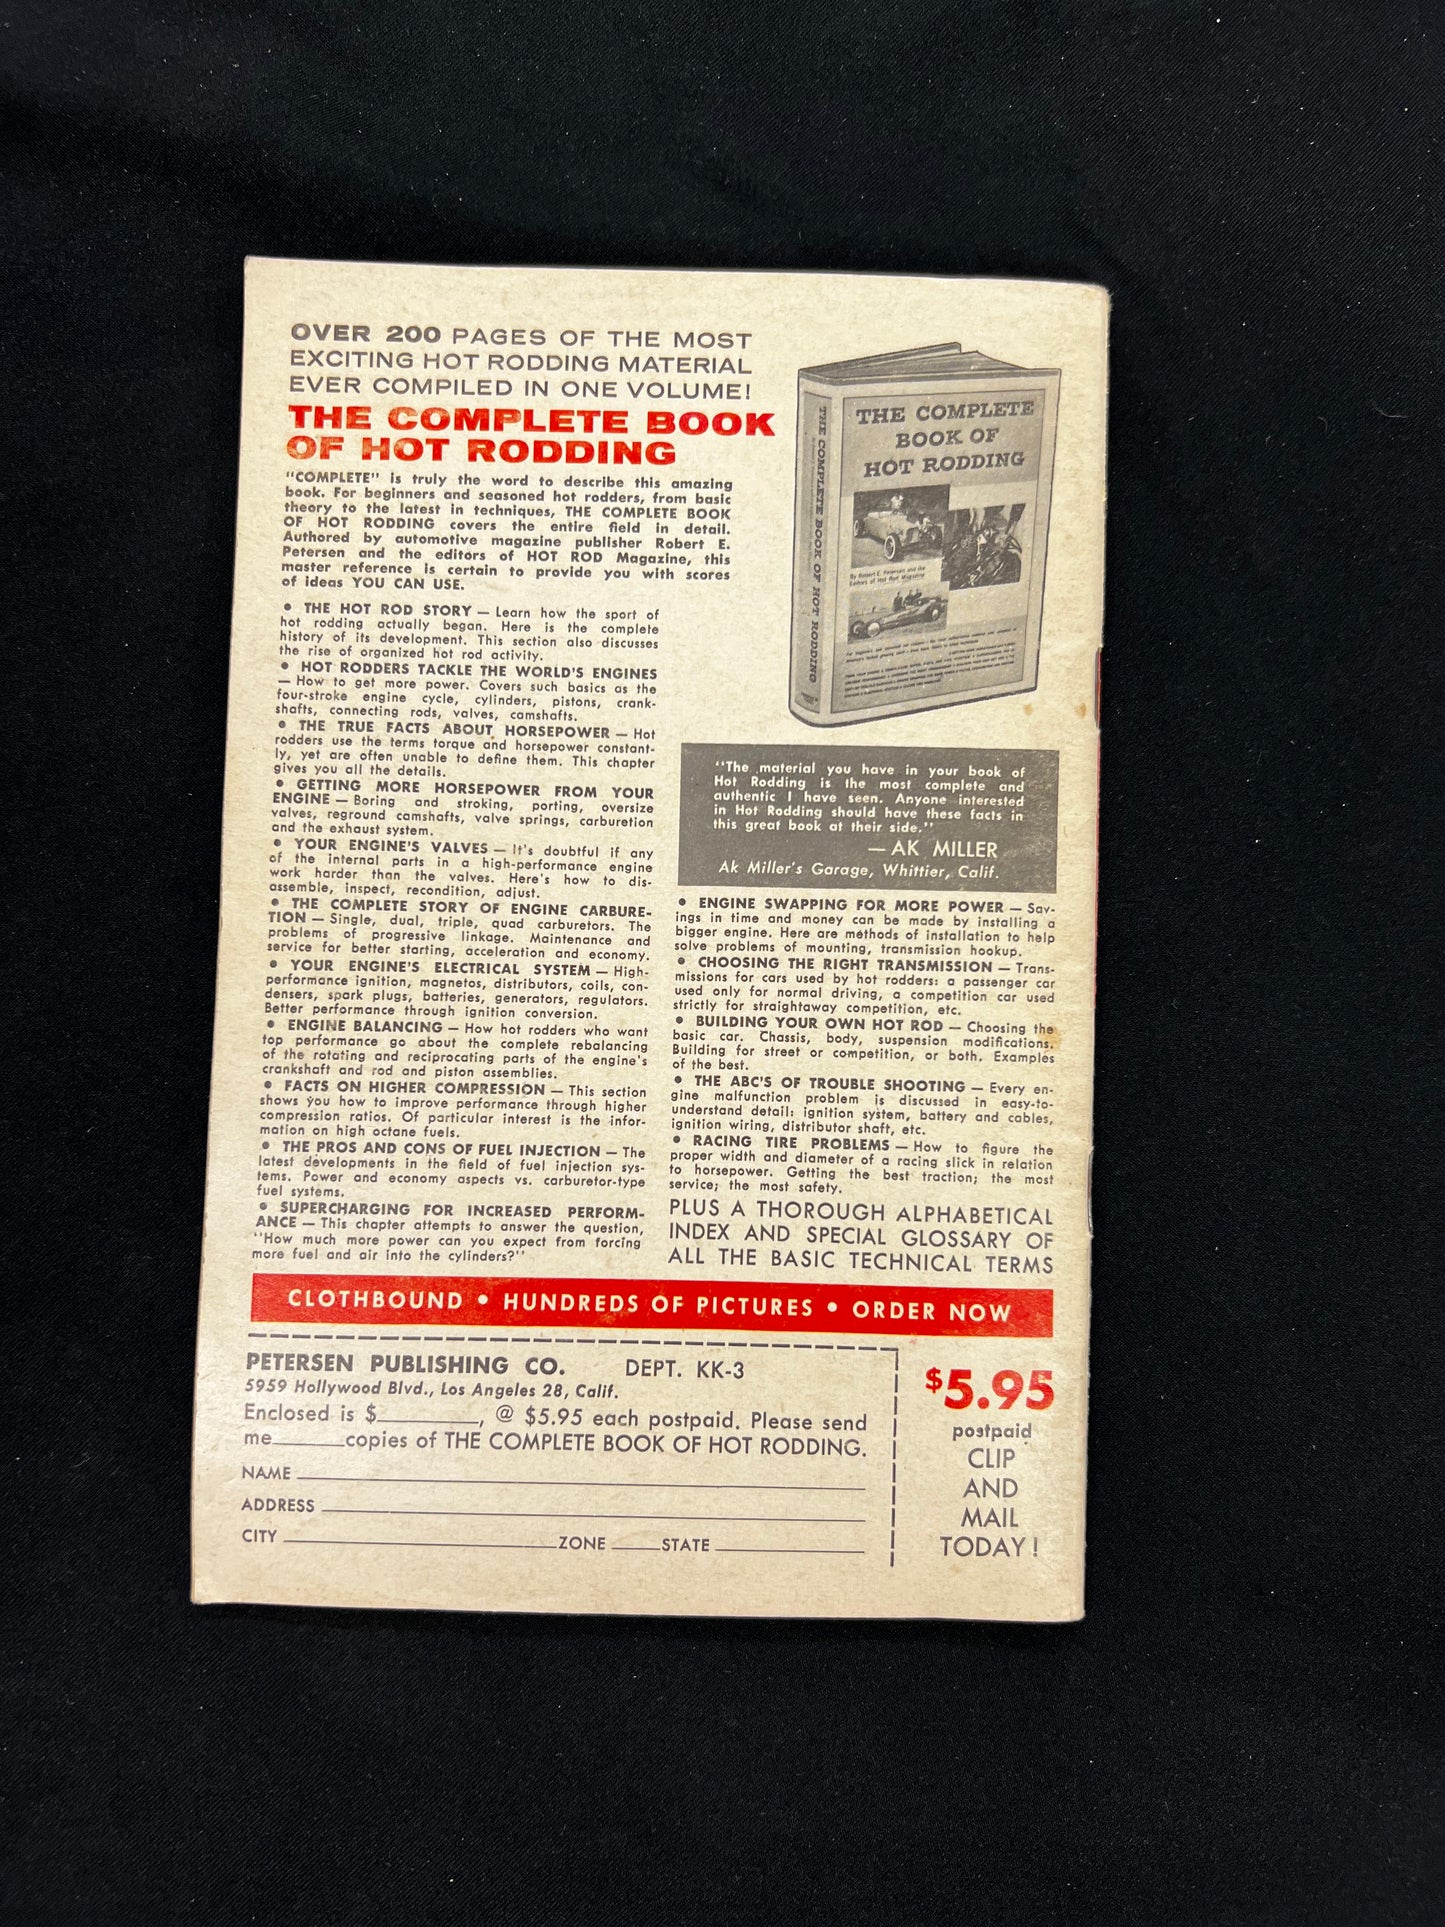 OVER 200 PAGES OF THE MOST
EXCITING HOT RODDING MATERIAL
EVER COMPILED IN ONE VOLUME!
THE COMPLETE BOOK
OF HOT RODDING
"COMPLETE" is truly the word to describe this amazing
book. For beginners and seasoned hot rodders, from basic
theory to the latest in techniques, THE COMPLETE BOOK
OF HOT RODDING covers the entire field in detail.
Authored by automotive magazine publisher Robert E.
Petersen and the editors of HOT ROD Magazine, this
master reference is certain to provide you with scores
of ideas YOU CAN USE.
• THE HOT ROD STORY — Learn how the sport of
hot rodding actually began. Here is the complete
history of its development. This section also discusses
the rise of organized hot rod activity.
• HOT RODDERS TACKLE THE WORLD'S ENGINES
— How to get more power. Covers such basics as the
four-stroke engine cycle, cylinders, pistons, crank-
shafts, connecting rods, valves, camshafts.
• THE TRUE FACTS ABOUT HORSEPOWER — Hot
rodders use the terms torque and horsepower constant-
ly, yet are often unable to define them. This chapter
gives you all the details.
• GETTING MORE HORSEPOWER FROM YOUR
ENGINE — Boring and stroking, porting, oversize
valves, reground camshafts, valve springs, carburetion
and the exhaust system.
• YOUR ENGINE'S VALVES — It's doubtful if any
of the internal parts in a high-performance engine
work harder than the valves. Here's how to dis-
assemble, inspect, recondition, adjust.
• THE COMPLETE STORY OF ENGINE CARBURE-
TION — Single, dual, triple, quad carburetors. The
problems of progressive linkage. Maintenance and
service for better starting, acceleration and economy.
• YOUR ENGINE'S ELECTRICAL SYSTEM — High-
performance ignition, magnetos, distributors, coils, con-
densers, spark plugs, batteries, generators, regulators.
Better performance through ignition conversion.
• ENGINE BALANCING — How hot rodders who want
top performance go about the complete rebalancing
of the rotating and reciprocating parts of the engine's
crankshaft and rod and piston assemblies.
• FACTS ON HIGHER COMPRESSION — This section
shows you how to improve performance through higher
compression ratios. Of particular interest is the infor-
mation on high octane fuels.
• THE PROS AND CONS OF FUEL INJECTION — The
latest developments in the field of fuel injection sys-
tems. Power and economy aspects vs. carburetor-type
fuel systems.
• SUPERCHARGING FOR INCREASED PERFORM-
ANCE — This chapter attempts to answer the question,
"How much more power can you expect from forcing
more fuel and air into the cylinders?"
THE COMPLETE BOOK OF HOT RODDING
THE COMPLETE
BOOK OF
HOT RODDING
By Robert E. Petersen and the
Editors of Hot Rod Magazine
"The material you have in your book of
Hot Rodding is the most complete and
authentic I have seen. Anyone interested
in Hot Rodding should have these facts in
this great book at their side."
— AK MILLER
Ak Miller's Garage, Whittier, Calif.
• ENGINE SWAPPING FOR MORE POWER — Sav-
ings in time and money can be made by installing a
bigger engine. Here are methods of installation to help
solve problems of mounting, transmission hookup.
• CHOOSING THE RIGHT TRANSMISSION — Trans-
missions for cars used by hot rodders: a passenger car
used only for normal driving, a competition car used
strictly for straightaway competition, etc.
• BUILDING YOUR OWN HOT ROD — Choosing the
basic car. Chassis, body, suspension modifications.
Building for street or competition, or both. Examples
of the best.
• THE ABC'S OF TROUBLE SHOOTING — Every en-
gine malfunction problem is discussed in easy-to-
understand detail: ignition system, battery and cables,
ignition wiring, distributor shaft, etc.
• RACING TIRE PROBLEMS — How to figure the
proper width and diameter of a racing slick in relation
to horsepower. Getting the best traction; the most
service; the most safety.
PLUS A THOROUGH ALPHABETICAL
INDEX AND SPECIAL GLOSSARY OF
ALL THE BASIC TECHNICAL TERMS
CLOTHBOUND • HUNDREDS OF PICTURES • ORDER NOW
PETERSEN PUBLISHING CO. DEPT. KK-3
5959 Hollywood Blvd., Los Angeles 28, Calif.
Enclosed is $________, @ $5.95 each postpaid. Please send
me______copies of THE COMPLETE BOOK OF HOT RODDING.
NAME
ADDRESS
CITY ZONE STATE
$5.95
postpaid
CLIP
AND
MAIL
TODAY!